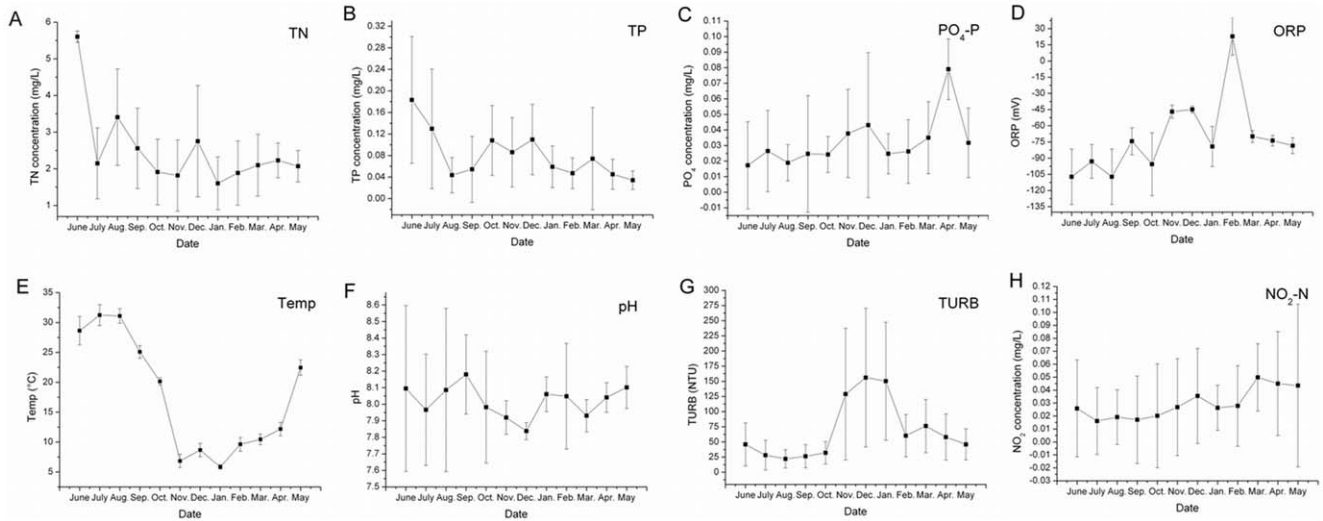 A
TN
TN concentration (mg/L)
6
5
4
3
2
1
June July Aug. Sep. Oct. Nov. Dec. Jan. Feb. Mar. Apr. May
Date
B
TP
TP concentration (mg/L)
0.32
0.28
0.24
0.20
0.16
0.12
0.08
0.04
0.00
June July Aug. Sep. Oct. Nov. Dec. Jan. Feb. Mar. Apr. May
Date
C
PO₄-P
PO₄ concentration (mg/L)
0.11
0.10
0.09
0.08
0.07
0.06
0.05
0.04
0.03
0.02
0.01
0.00
-0.01
June July Aug. Sep. Oct. Nov. Dec. Jan. Feb. Mar. Apr. May
Date
D
ORP
ORP (mV)
30
15
0
-15
-30
-45
-60
-75
-90
-105
-120
-135
June July Aug. Sep. Oct. Nov. Dec. Jan. Feb. Mar. Apr. May
Date
E
Temp
Temp (°C)
35
30
25
20
15
10
5
June July Aug. Sep. Oct. Nov. Dec. Jan. Feb. Mar. Apr. May
Date
F
pH
pH
8.6
8.5
8.4
8.3
8.2
8.1
8.0
7.9
7.8
7.7
7.6
7.5
June July Aug. Sep. Oct. Nov. Dec. Jan. Feb. Mar. Apr. May
Date
G
TURB
TURB (NTU)
300
275
250
225
200
175
150
125
100
75
50
25
0
June July Aug. Sep. Oct. Nov. Dec. Jan. Feb. Mar. Apr. May
Date
H
NO₂-N
NO₂ concentration (mg/L)
0.12
0.11
0.10
0.09
0.08
0.07
0.06
0.05
0.04
0.03
0.02
0.01
0.00
-0.01
-0.02
-0.03
June July Aug. Sep. Oct. Nov. Dec. Jan. Feb. Mar. Apr. May
Date